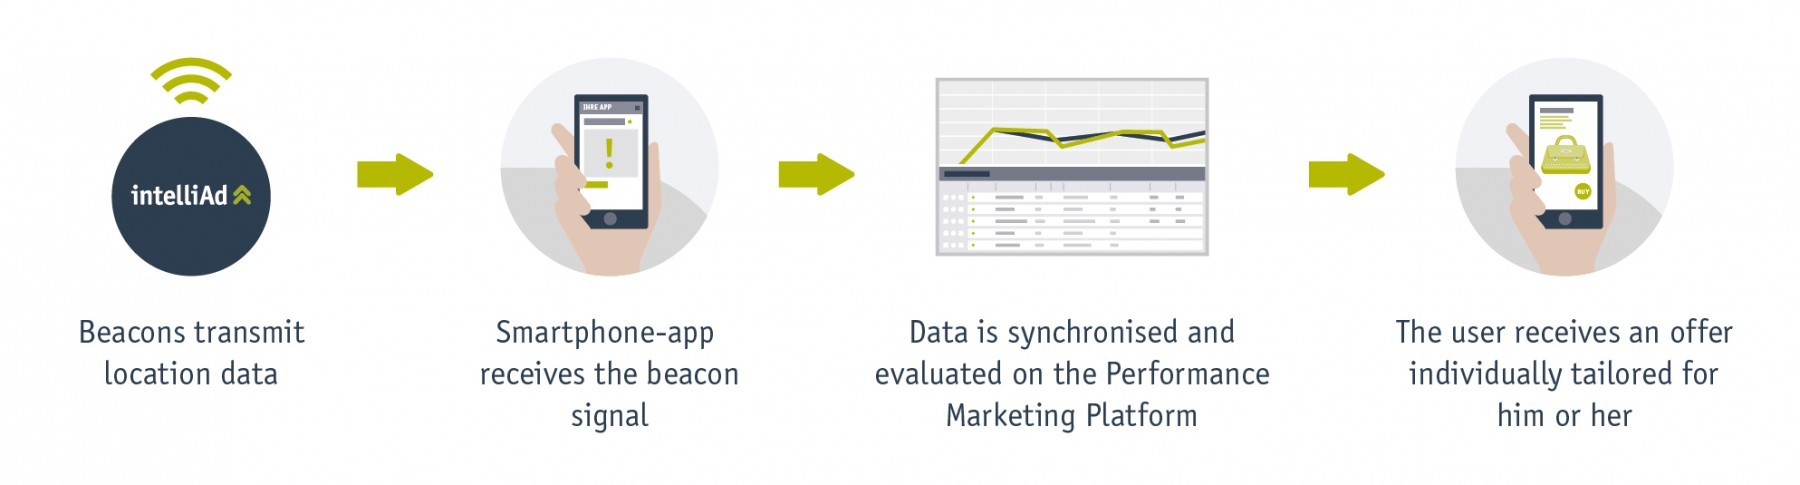 intelliAd
IHRE APP
!
BUY
Beacons transmit
location data
Smartphone-app
receives the beacon
signal
Data is synchronised and
evaluated on the Performance
Marketing Platform
The user receives an offer
individually tailored for
him or her